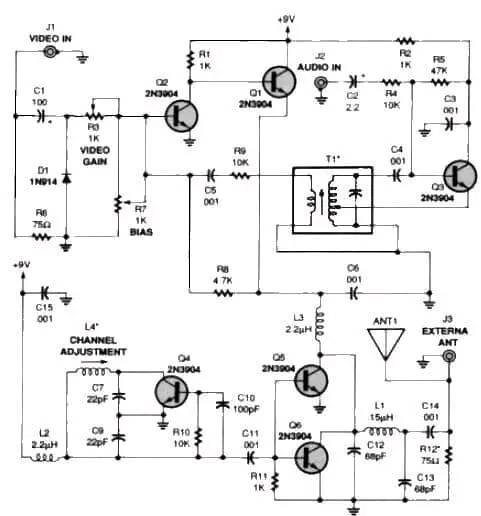 +9V
J1
VIDEO IN
R1
1K
J2
AUDIO IN
R2
1K
R5
47K
Q2
2N3904
Q1
2N3904
C1
100
+
C2
2.2
+
R4
10K
C3
.001
R3
1K
VIDEO
GAIN
D1
1N914
R9
10K
T1*
C4
.001
Q3
2N3904
C5
.001
R7
1K
BIAS
R6
75Ω
R8
4.7K
C6
.001
+9V
C15
.001
L3
2.2µH
ANT1
J3
EXTERNA
ANT
L4*
CHANNEL
ADJUSTMENT
Q4
2N3904
Q5
2N3904
C7
22pF
C10
100pF
L1
15µH
C14
.001
Q6
2N3904
L2
2.2µH
C9
22pF
R10
10K
C11
.001
C12
68pF
R12*
75Ω
R11
1K
C13
68pF